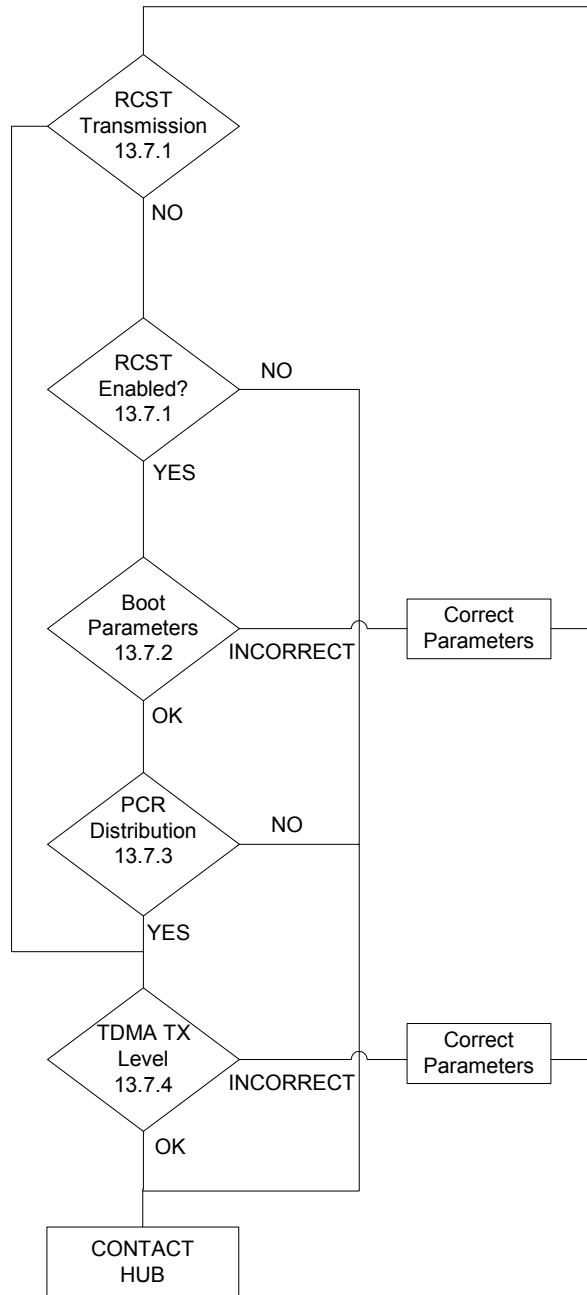 RCST
Transmission
13.7.1
NO
RCST
Enabled?
13.7.1
NO
YES
Boot
Parameters
13.7.2
INCORRECT
Correct
Parameters
OK
PCR
Distribution
13.7.3
NO
YES
TDMA TX
Level
13.7.4
INCORRECT
Correct
Parameters
OK
CONTACT
HUB